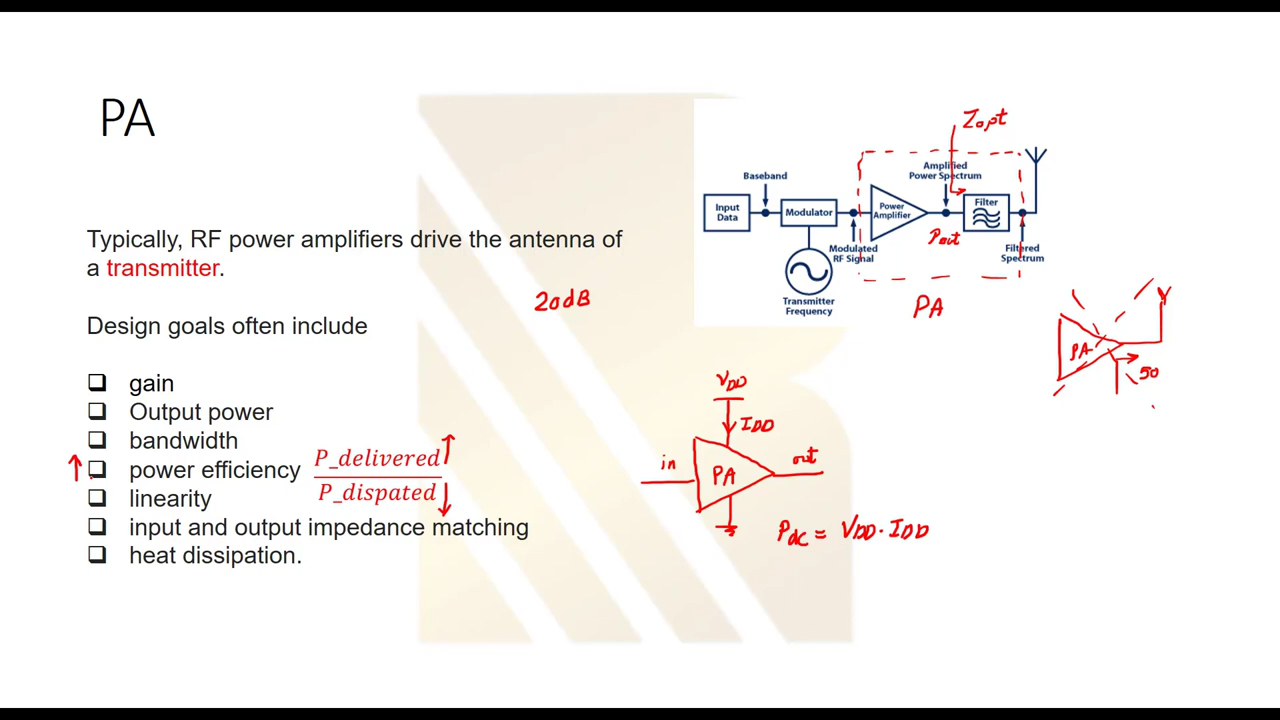 PA
Typically, RF power amplifiers drive the antenna of
a transmitter.
20dB
Design goals often include
gain
Output power
bandwidth
power efficiency
P_delivered
P_dispated
linearity
input and output impedance matching
heat dissipation.
Zopt
Baseband
Amplified
Power Spectrum
Input
Data
Modulator
Power
Amplifier
Filter
Pout
Modulated
RF Signal
Filtered
Spectrum
Transmitter
Frequency
PA
PA
50
VDD
IDD
in
PA
out
Pdc = VDD · IDD